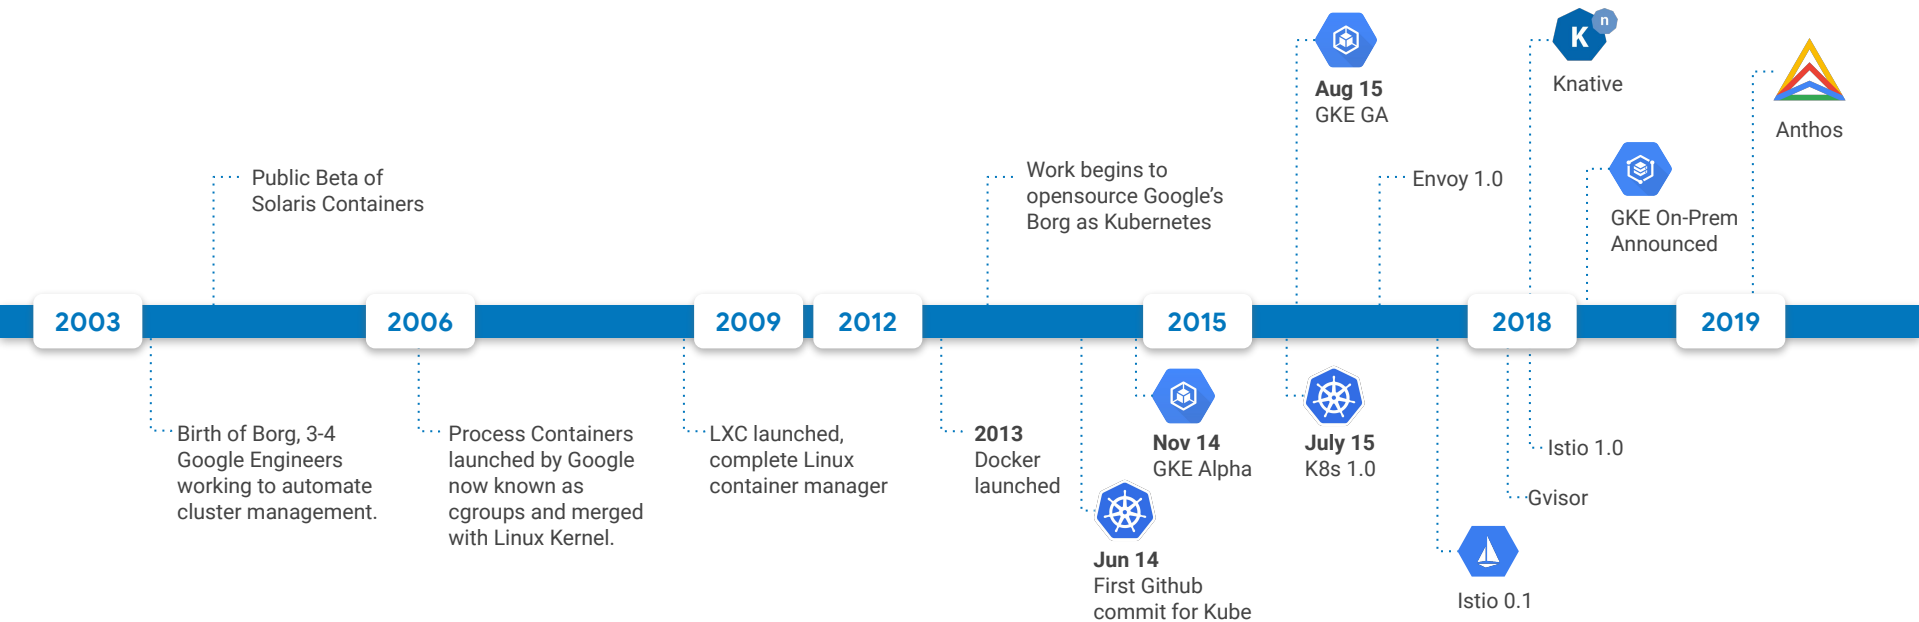 K
n
Knative
Aug 15
GKE GA
Anthos
Public Beta of
Solaris Containers
Work begins to
opensource Google's
Borg as Kubernetes
Envoy 1.0
GKE On-Prem
Announced
2003
2006
2009
2012
2015
2018
2019
Birth of Borg, 3-4
Google Engineers
working to automate
cluster management.
Process Containers
launched by Google
now known as
cgroups and merged
with Linux Kernel.
LXC launched,
complete Linux
container manager
2013
Docker
launched
Nov 14
GKE Alpha
Jun 14
First Github
commit for Kube
July 15
K8s 1.0
Istio 1.0
Gvisor
Istio 0.1